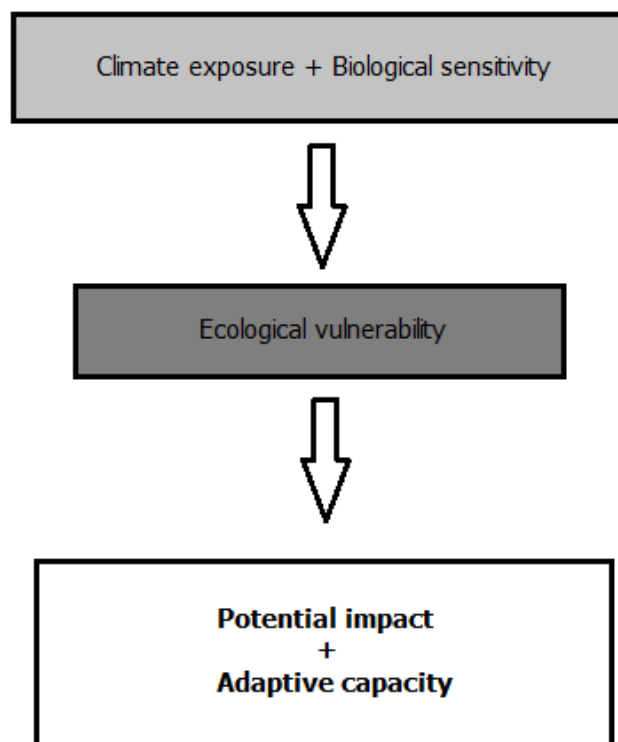 Climate exposure + Biological sensitivity
Ecological vulnerability
Potential impact
+
Adaptive capacity